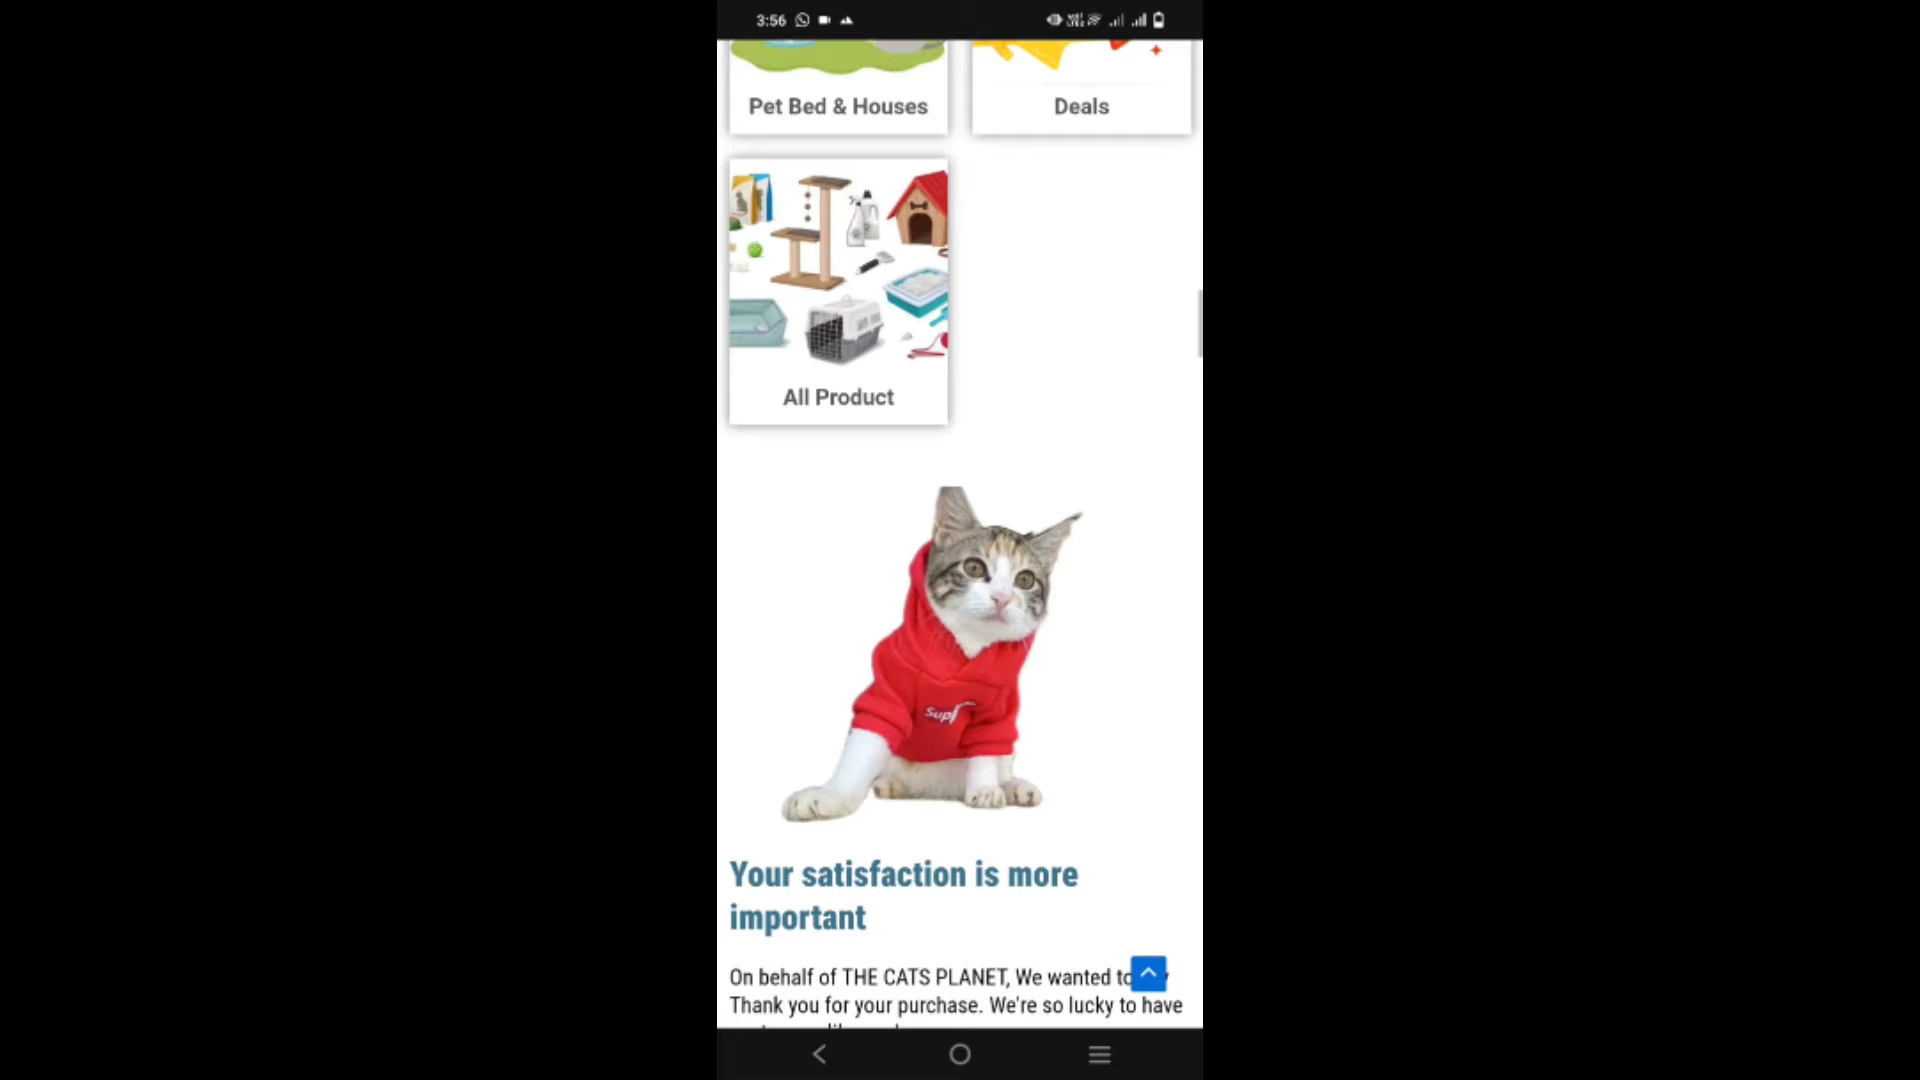 3:56
Pet Bed & Houses
Deals
All Product
Sup
Your satisfaction is more
important
On behalf of THE CATS PLANET, We wanted to
Thank you for your purchase. We're so lucky to have